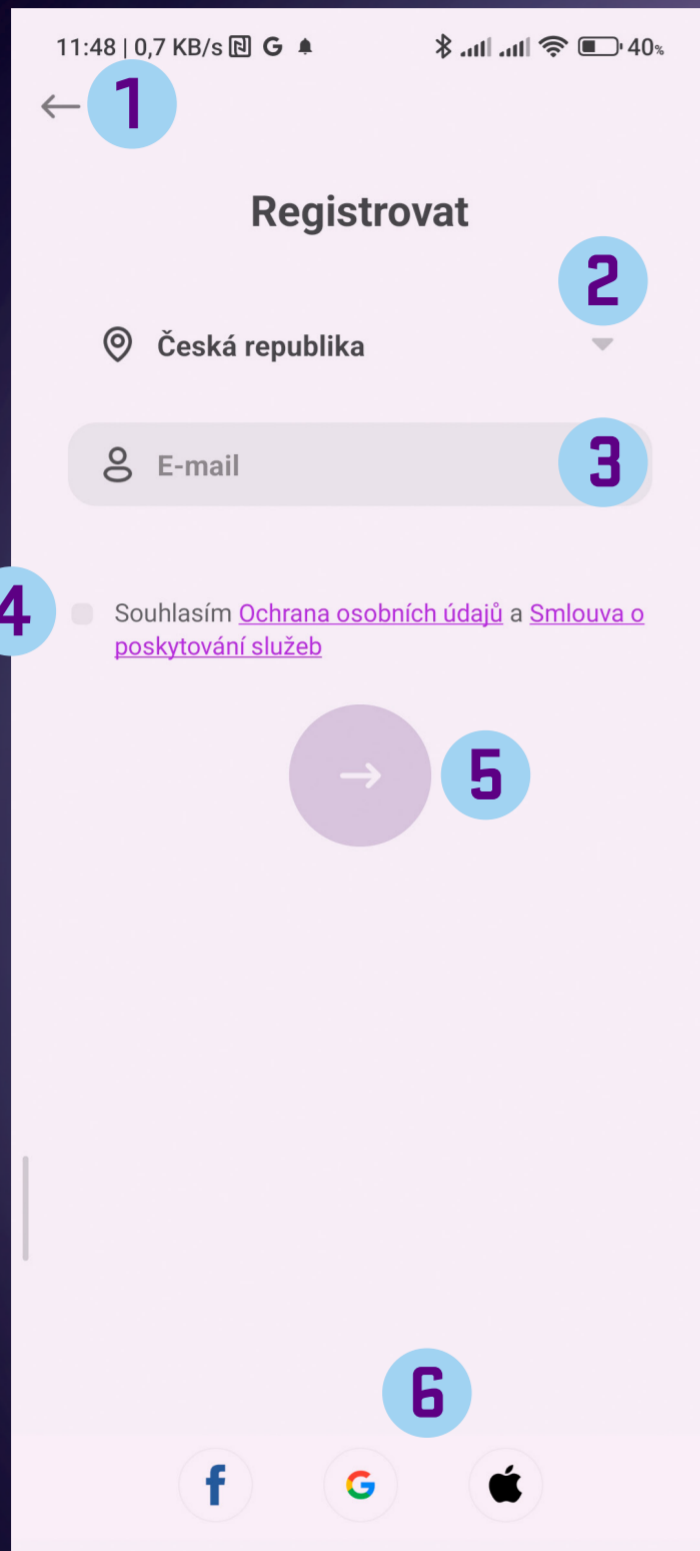 11:48 | 0,7 KB/s G 40%
1
Registrovat
2
Česká republika
E-mail
3
4
Souhlasím Ochrana osobních údajů a Smlouva o
poskytování služeb
5
6
f G